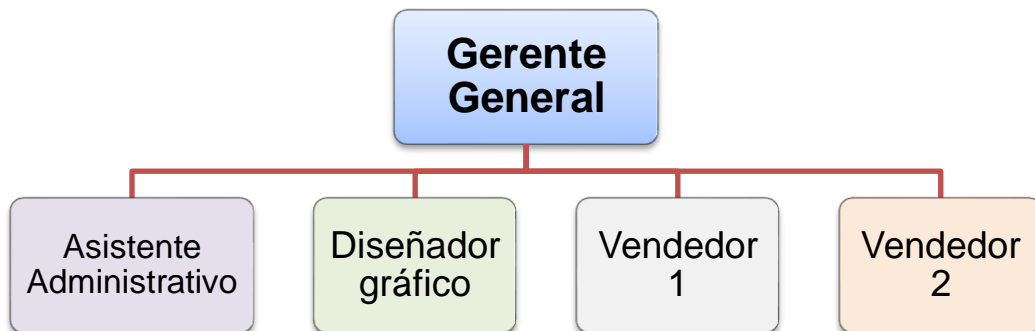 Gerente
General
Asistente
Administrativo
Diseñador
gráfico
Vendedor
1
Vendedor
2